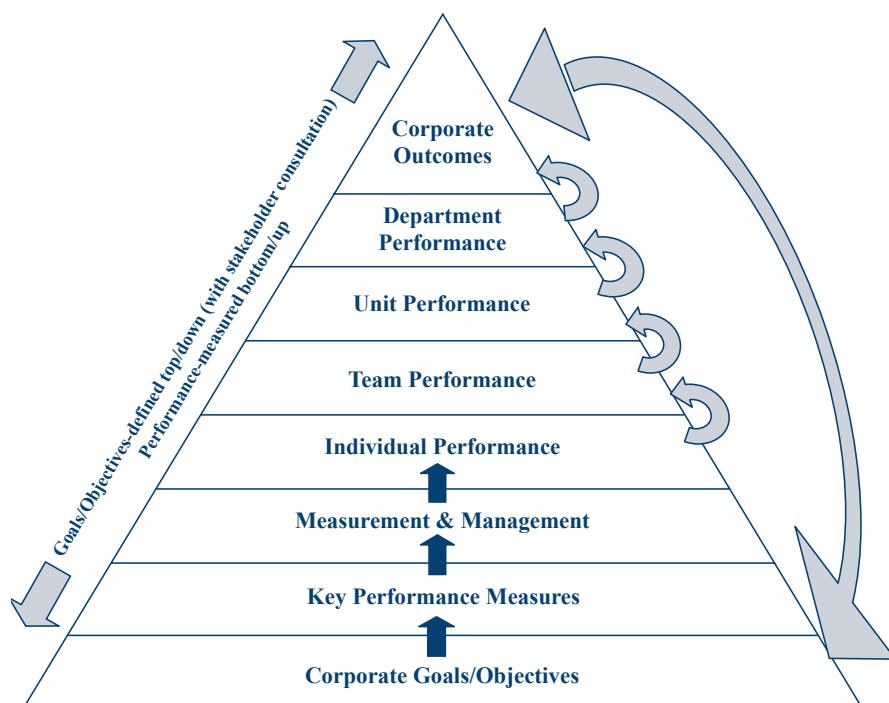 Corporate
Outcomes
Department
Performance
Unit Performance
Team Performance
Individual Performance
Measurement & Management
Key Performance Measures
Corporate Goals/Objectives
Goals/Objectives-defined top/down (with stakeholder consultation)
Performance-measured bottom/up